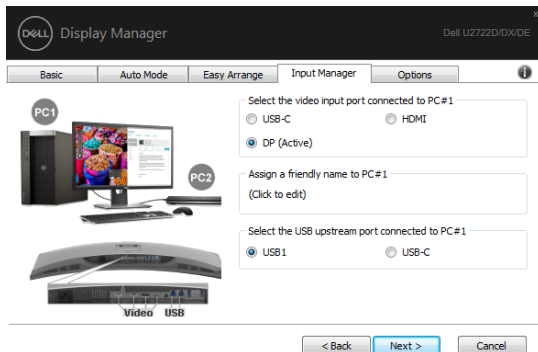 DELL Display Manager
Dell U2722D/DX/DE
x
Basic Auto Mode Easy Arrange Input Manager Options
PC1
PC2
Video USB
Select the video input port connected to PC#1
USB-C HDMI
DP (Active)
Assign a friendly name to PC#1
(Click to edit)
Select the USB upstream port connected to PC#1
USB1 USB-C
< Back Next > Cancel